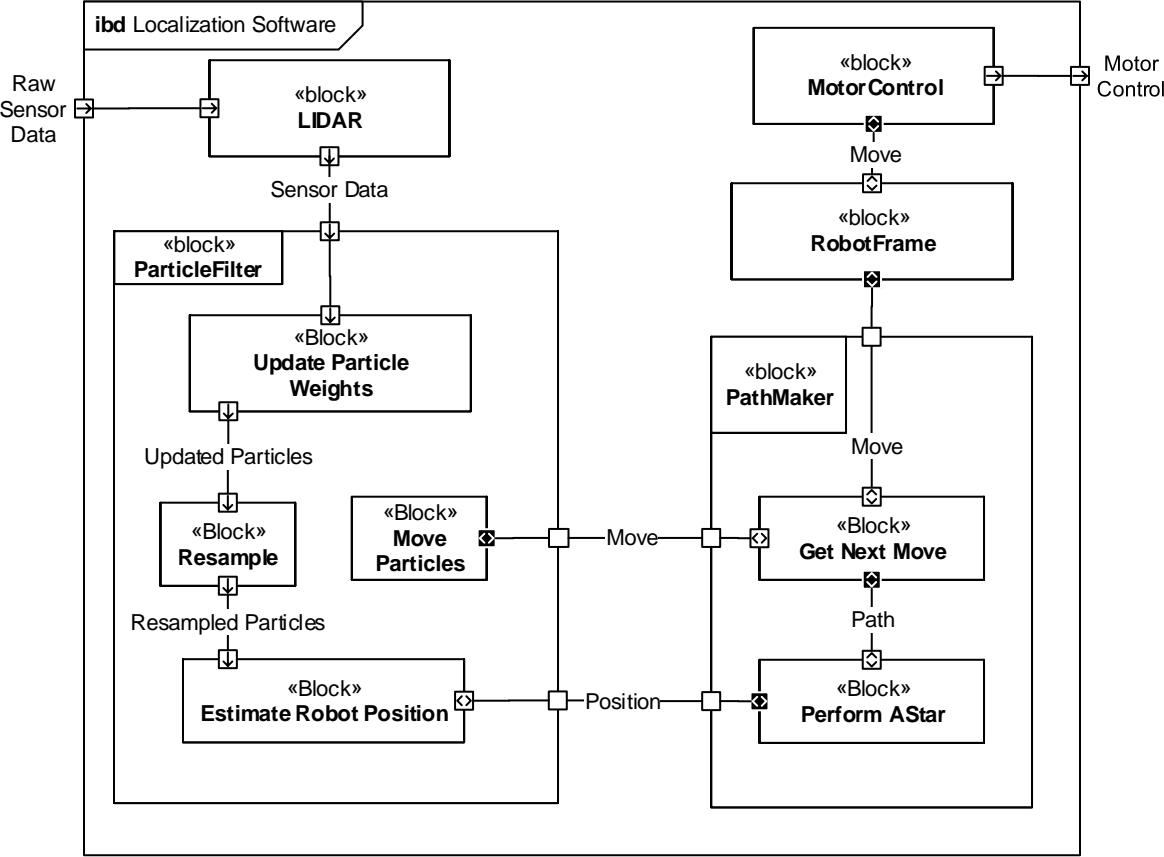 ibd Localization Software
Raw
Sensor
Data
«block»
LIDAR
Sensor Data
«block»
ParticleFilter
«Block»
Update Particle
Weights
Updated Particles
«Block»
Resample
Resampled Particles
«Block»
Estimate Robot Position
«Block»
Move
Particles
Move
Position
«block»
MotorControl
Motor
Control
Move
«block»
RobotFrame
«block»
PathMaker
Move
«Block»
Get Next Move
Path
«Block»
Perform AStar